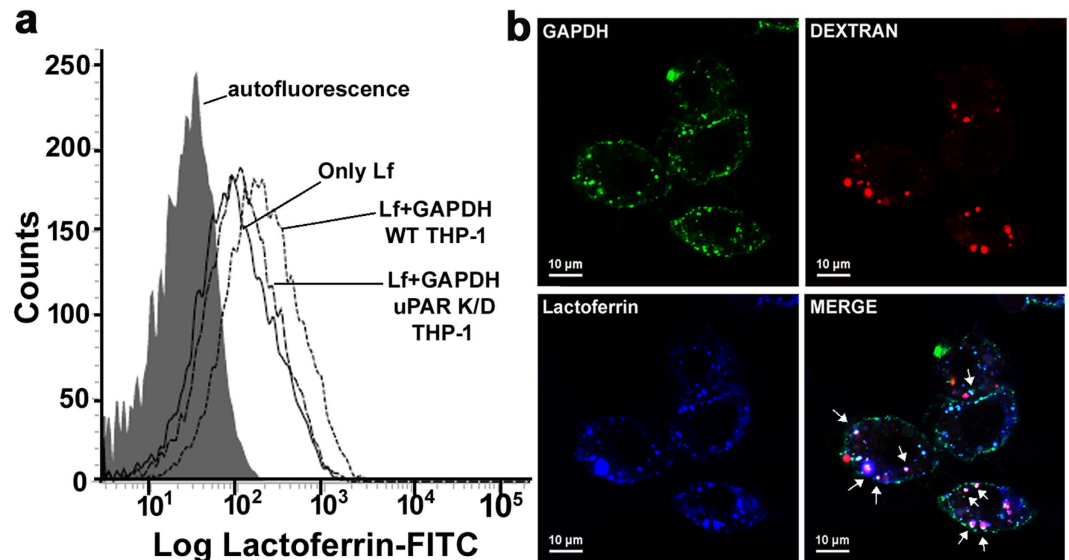 a
250
200
150
100
50
0
Counts
autofluorescence
Only Lf
Lf+GAPDH
WT THP-1
Lf+GAPDH
uPAR K/D
THP-1
10¹
10²
10³
10⁴
10⁵
Log Lactoferrin-FITC
b
GAPDH
10 µm
DEXTRAN
10 µm
Lactoferrin
10 µm
MERGE
10 µm